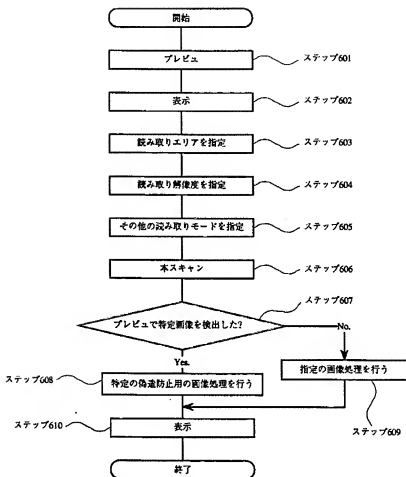 開始
プレビュ
ステップ601
表示
ステップ602
読み取りエリアを指定
ステップ603
読み取り解像度を指定
ステップ604
その他の読み取りモードを指定
ステップ605
本スキャン
ステップ606
ステップ607
プレビュで特定画像を検出した?
No.
Yes.
ステップ608
特定の偽造防止用の画像処理を行う
指定の画像処理を行う
ステップ609
ステップ610
表示
終了